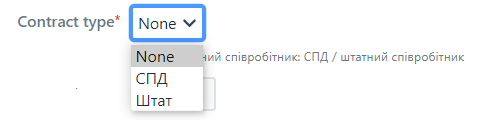 Contract type* None
None
СПД
Штат
співробітник: СПД / штатний співробітник